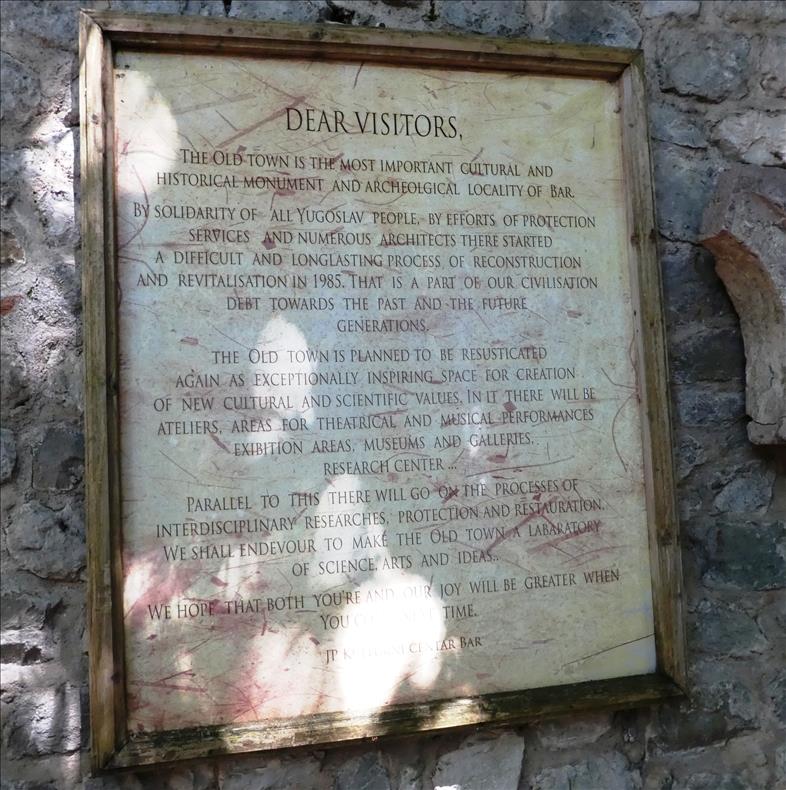 DEAR VISITORS,
THE OLD TOWN IS THE MOST IMPORTANT CULTURAL AND
HISTORICAL MONUMENT AND ARCHEOLGICAL LOCALITY OF BAR.
BY SOLIDARITY OF ALL YUGOSLAV PEOPLE, BY EFFORTS OF PROTECTION
SERVICES AND NUMEROUS ARCHITECTS THERE STARTED
A DIFFICULT AND LONGLASTING PROCESS OF RECONSTRUCTION
AND REVITALISATION IN 1985. THAT IS A PART OF OUR CIVILISATION
DEBT TOWARDS THE PAST AND THE FUTURE
GENERATIONS.
THE OLD TOWN IS PLANNED TO BE RESUSTICATED
AGAIN AS EXCEPTIONALLY INSPIRING SPACE FOR CREATION
OF NEW CULTURAL AND SCIENTIFIC VALUES. IN IT THERE WILL BE
ATELIERS, AREAS FOR THEATRICAL AND MUSICAL PERFORMANCES
EXIBITION AREAS, MUSEUMS AND GALLERIES,
RESEARCH CENTER ...
PARALLEL TO THIS THERE WILL GO ON THE PROCESSES OF
INTERDISCIPLINARY RESEARCHES, PROTECTION AND RESTAURATION.
WE SHALL ENDEVOUR TO MAKE THE OLD TOWN A LABARATORY
OF SCIENCE, ARTS AND IDEAS..
WE HOPE THAT BOTH YOU'RE AND OUR JOY WILL BE GREATER WHEN
YOU TIME.
JP KULTURNI CENTAR BAR